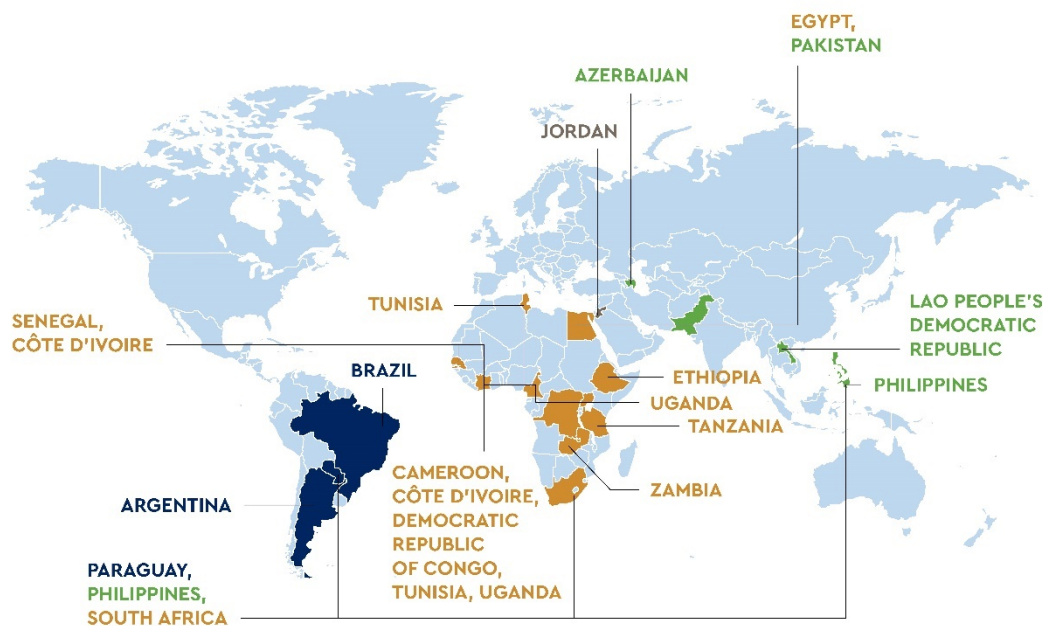 EGYPT,
PAKISTAN
AZERBAIJAN
JORDAN
TUNISIA
SENEGAL,
CÔTE D'IVOIRE
LAO PEOPLE'S
DEMOCRATIC
REPUBLIC
BRAZIL
ETHIOPIA
PHILIPPINES
UGANDA
TANZANIA
CAMEROON,
CÔTE D'IVOIRE,
DEMOCRATIC
REPUBLIC
OF CONGO,
TUNISIA, UGANDA
ZAMBIA
ARGENTINA
PARAGUAY,
PHILIPPINES,
SOUTH AFRICA